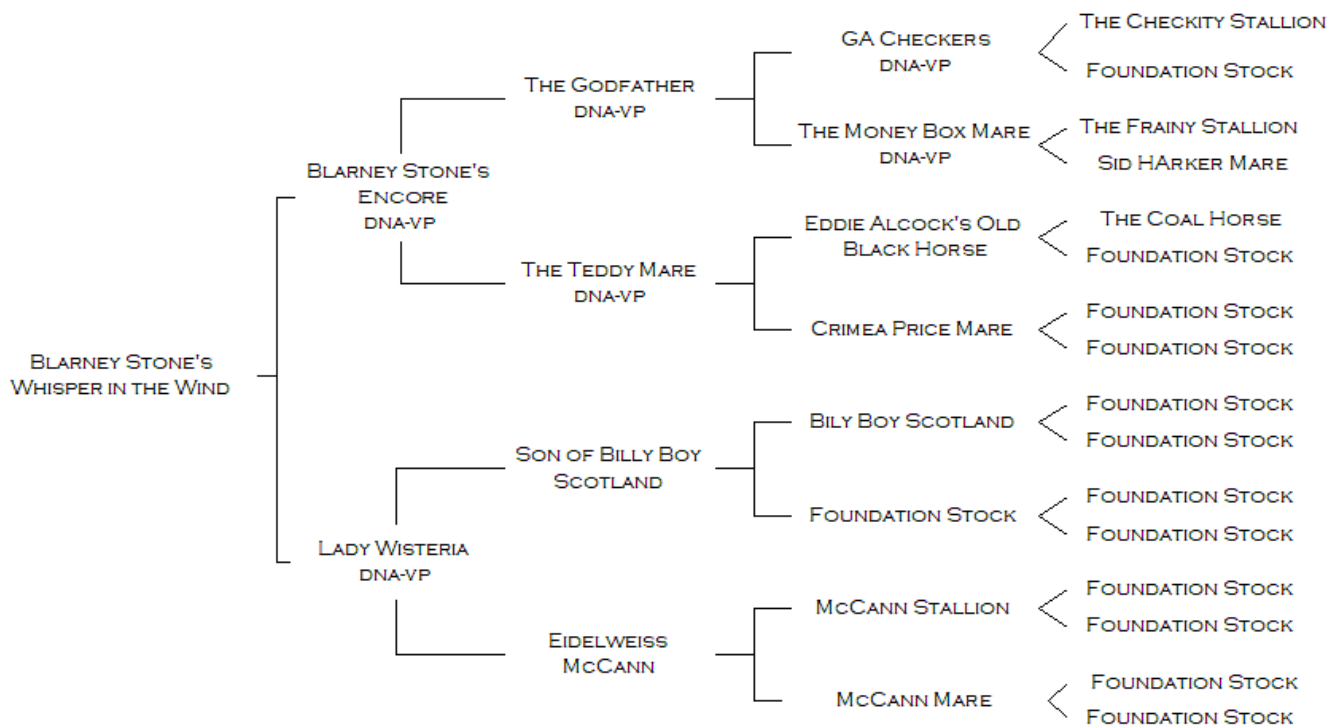 GA Checkers
DNA-VP
The Checkity Stallion
Foundation Stock
The Godfather
DNA-VP
The Money Box Mare
DNA-VP
The Frainy Stallion
Sid HArker Mare
Blarney Stone's
Encore
DNA-VP
Eddie Alcock's Old
Black Horse
The Coal Horse
Foundation Stock
The Teddy Mare
DNA-VP
Crimea Price Mare
Foundation Stock
Foundation Stock
Blarney Stone's
Whisper in the Wind
Bily Boy Scotland
Foundation Stock
Foundation Stock
Son of Billy Boy
Scotland
Foundation Stock
Foundation Stock
Foundation Stock
Lady Wisteria
DNA-VP
McCann Stallion
Foundation Stock
Foundation Stock
Eidelweiss
McCann
McCann Mare
Foundation Stock
Foundation Stock